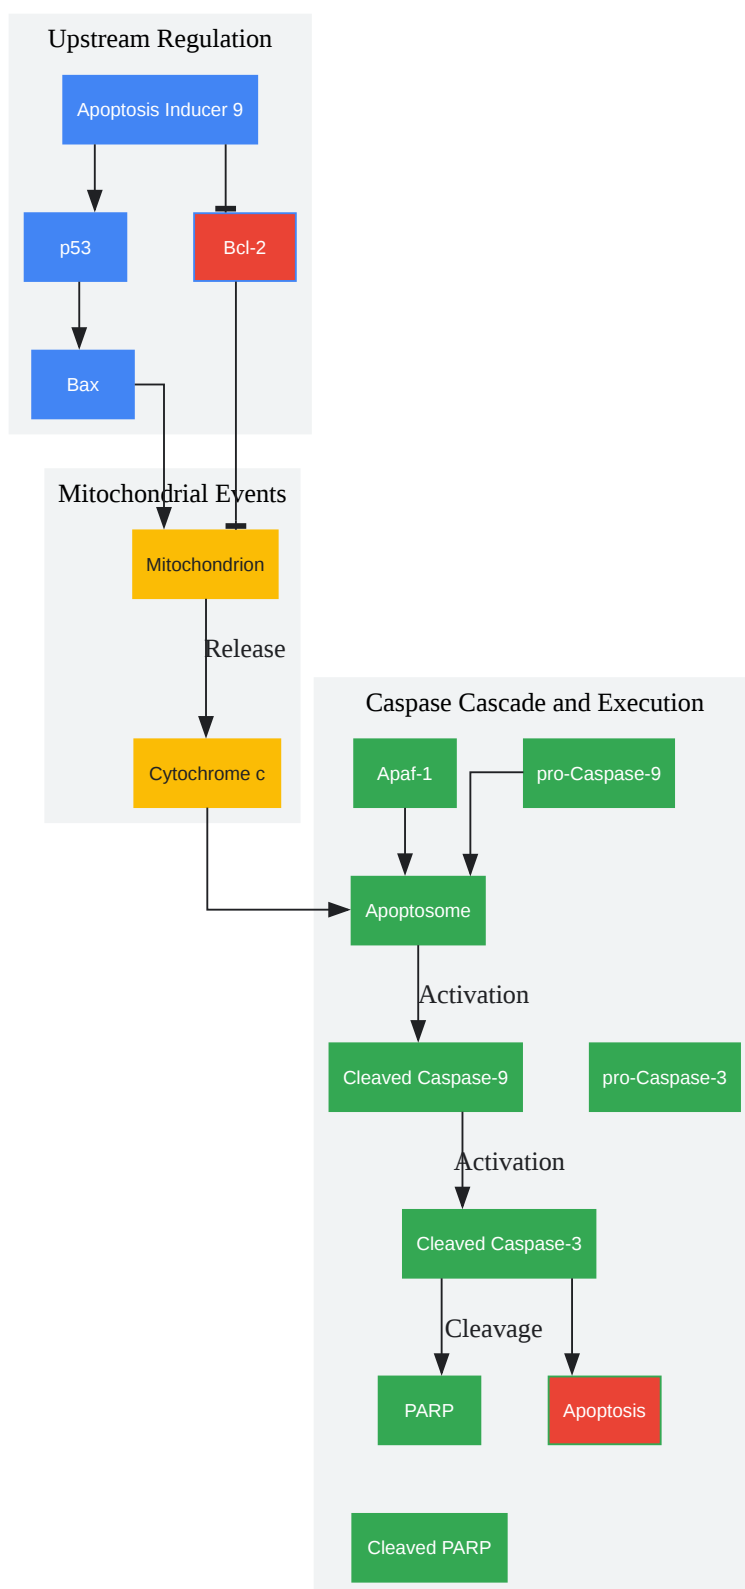 Upstream Regulation
Apoptosis Inducer 9
p53
Bcl-2
Bax
Mitochondrial Events
Mitochondrion
Release
Cytochrome c
Caspase Cascade and Execution
Apaf-1
pro-Caspase-9
Apoptosome
Activation
Cleaved Caspase-9
pro-Caspase-3
Activation
Cleaved Caspase-3
Cleavage
PARP
Apoptosis
Cleaved PARP